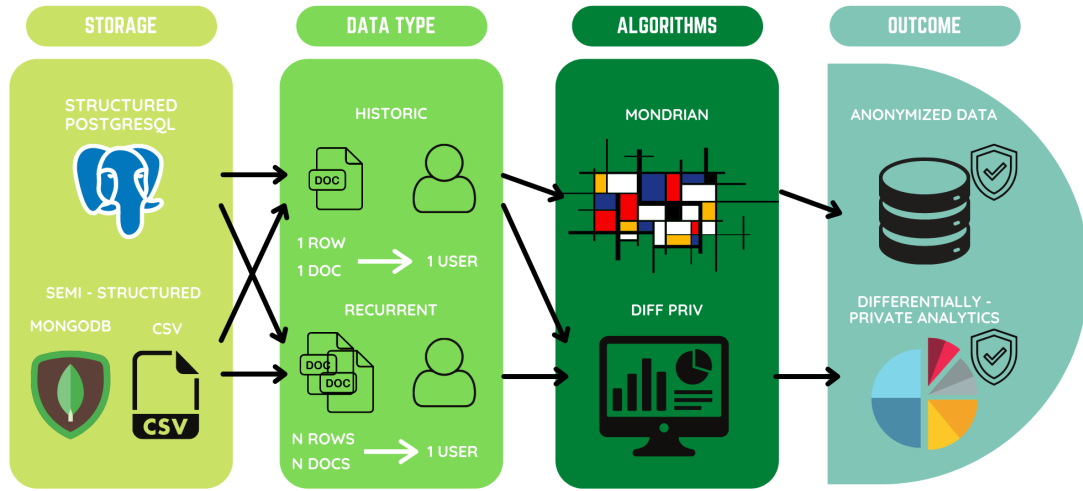 STORAGE
DATA TYPE
ALGORITHMS
OUTCOME
STRUCTURED
POSTGRESQL
SEMI - STRUCTURED
MONGODB
CSV
CSV
HISTORIC
DOC
1 ROW
1 DOC
1 USER
RECURRENT
DOC
DOC
N ROWS
N DOCS
1 USER
MONDRIAN
DIFF PRIV
ANONYMIZED DATA
DIFFERENTIALLY -
PRIVATE ANALYTICS